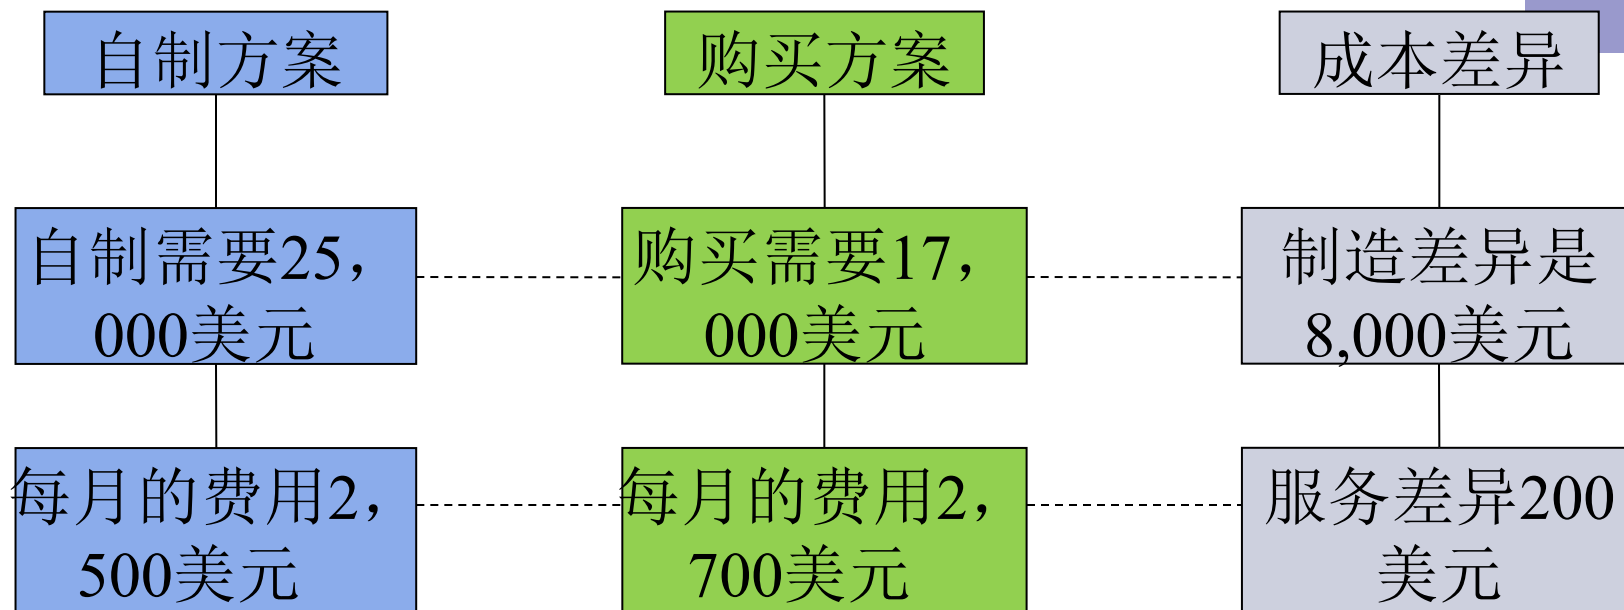 自制方案
购买方案
成本差异
自制需要25，
000美元
购买需要17，
000美元
制造差异是
8,000美元
每月的费用2，
500美元
每月的费用2，
700美元
服务差异200
美元